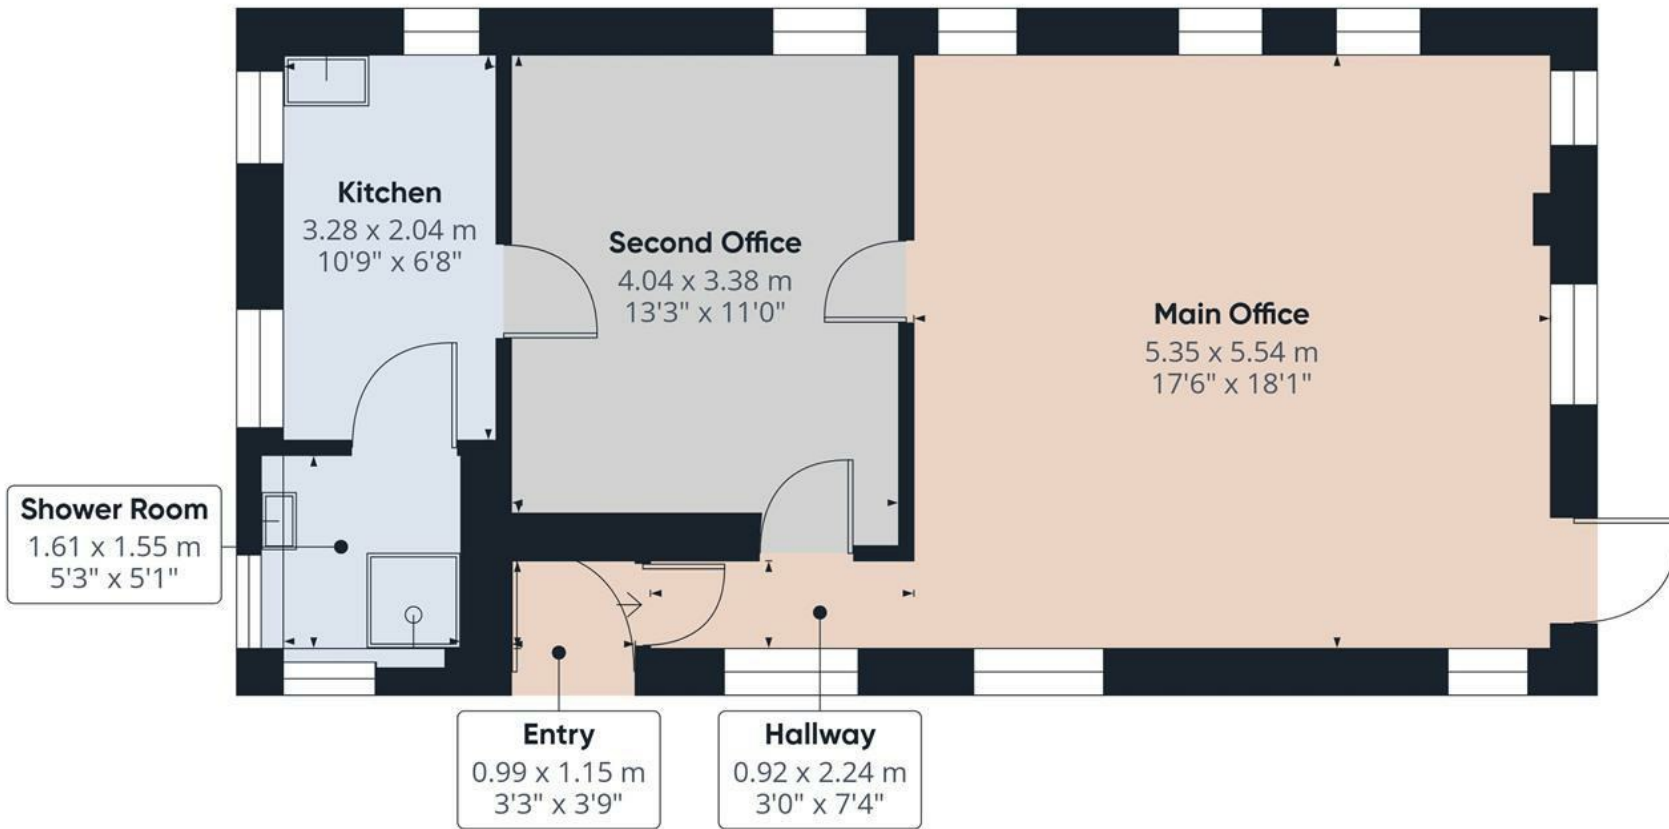 Kitchen
3.28 x 2.04 m
10'9" x 6'8"
Second Office
4.04 x 3.38 m
13'3" x 11'0"
Main Office
5.35 x 5.54 m
17'6" x 18'1"
Shower Room
1.61 x 1.55 m
5'3" x 5'1"
Entry
0.99 x 1.15 m
3'3" x 3'9"
Hallway
0.92 x 2.24 m
3'0" x 7'4"